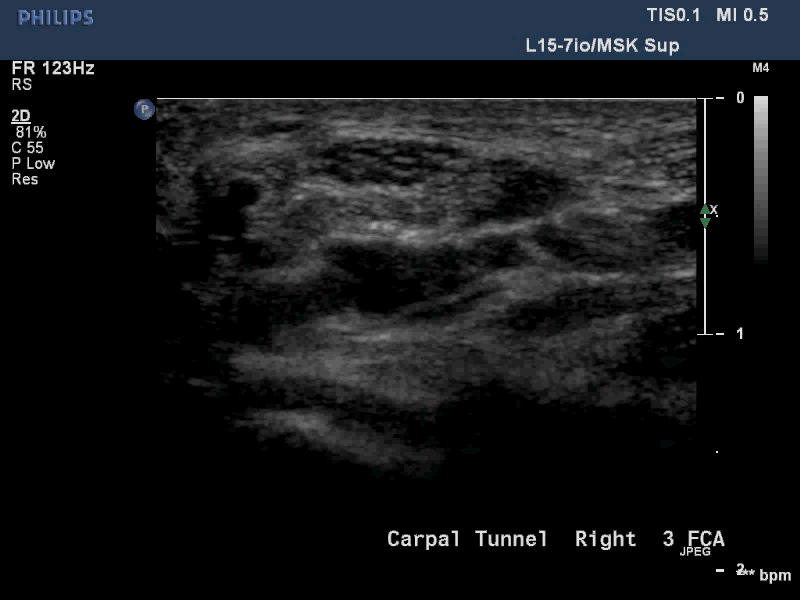 PHILIPS
TIS0.1 MI 0.5
L15-7io/MSK Sup
FR 123Hz
RS
M4
2D
81%
C 55
P Low
Res
P
0
X
1
Carpal Tunnel Right 3 FCA
JPEG
*** bpm